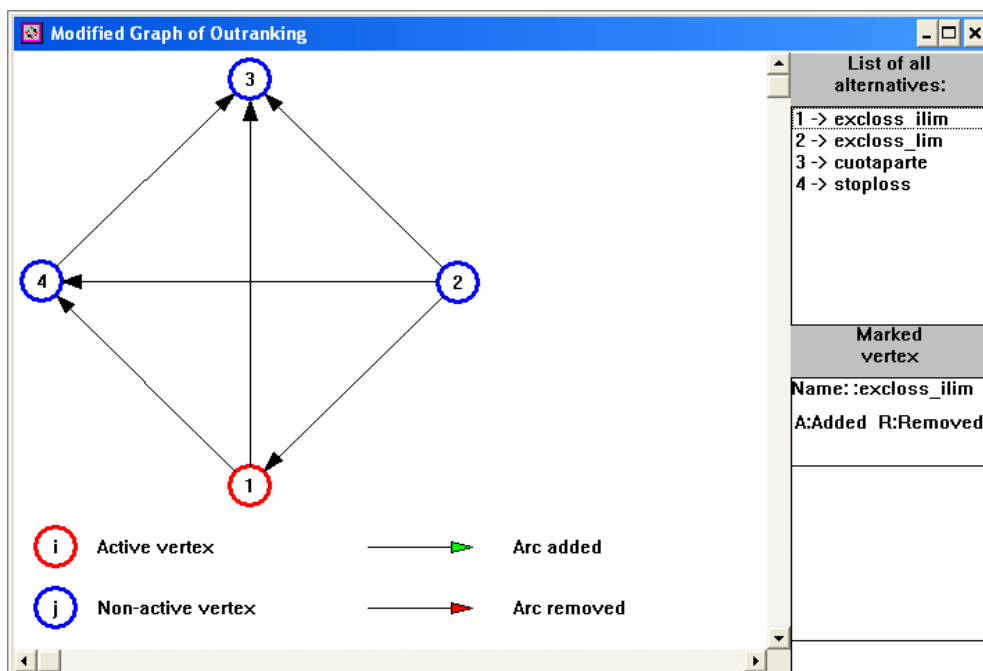 Modified Graph of Outranking
List of all
alternatives:
1 -> excloss_ilim
2 -> excloss_lim
3 -> cuotaparte
4 -> stoploss
3
4
2
1
Marked
vertex
Name: :excloss_ilim
A:Added R:Removed
i Active vertex Arc added
j Non-active vertex Arc removed